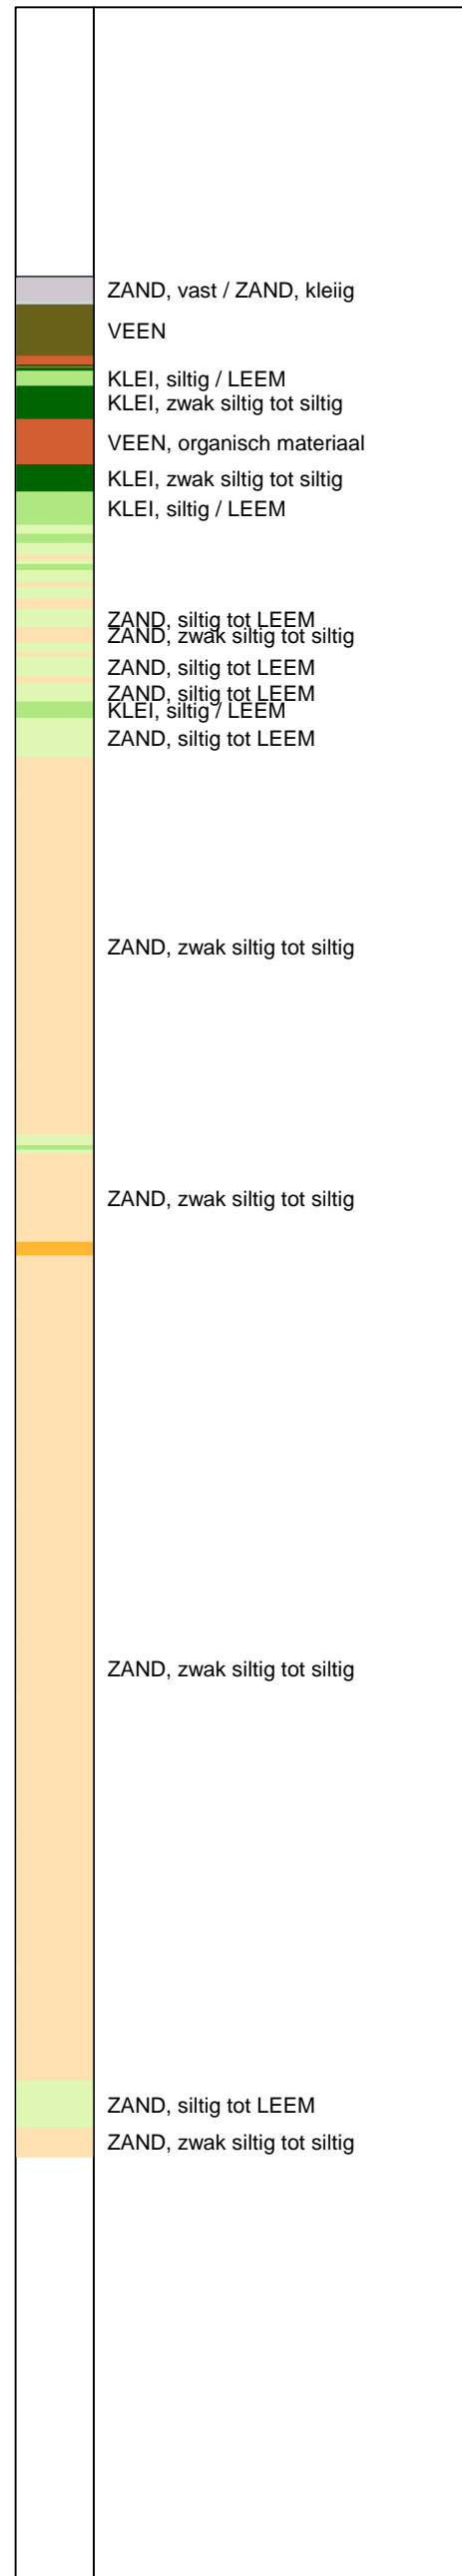 ZAND, vast / ZAND, kleiig
VEEN
KLEI, siltig / LEEM
KLEI, zwak siltig tot siltig
VEEN, organisch materiaal
KLEI, zwak siltig tot siltig
KLEI, siltig / LEEM
ZAND, siltig tot LEEM
ZAND, zwak siltig tot siltig
ZAND, siltig tot LEEM
ZAND, siltig tot LEEM
KLEI, siltig / LEEM
ZAND, siltig tot LEEM
ZAND, zwak siltig tot siltig
ZAND, zwak siltig tot siltig
ZAND, zwak siltig tot siltig
ZAND, siltig tot LEEM
ZAND, zwak siltig tot siltig